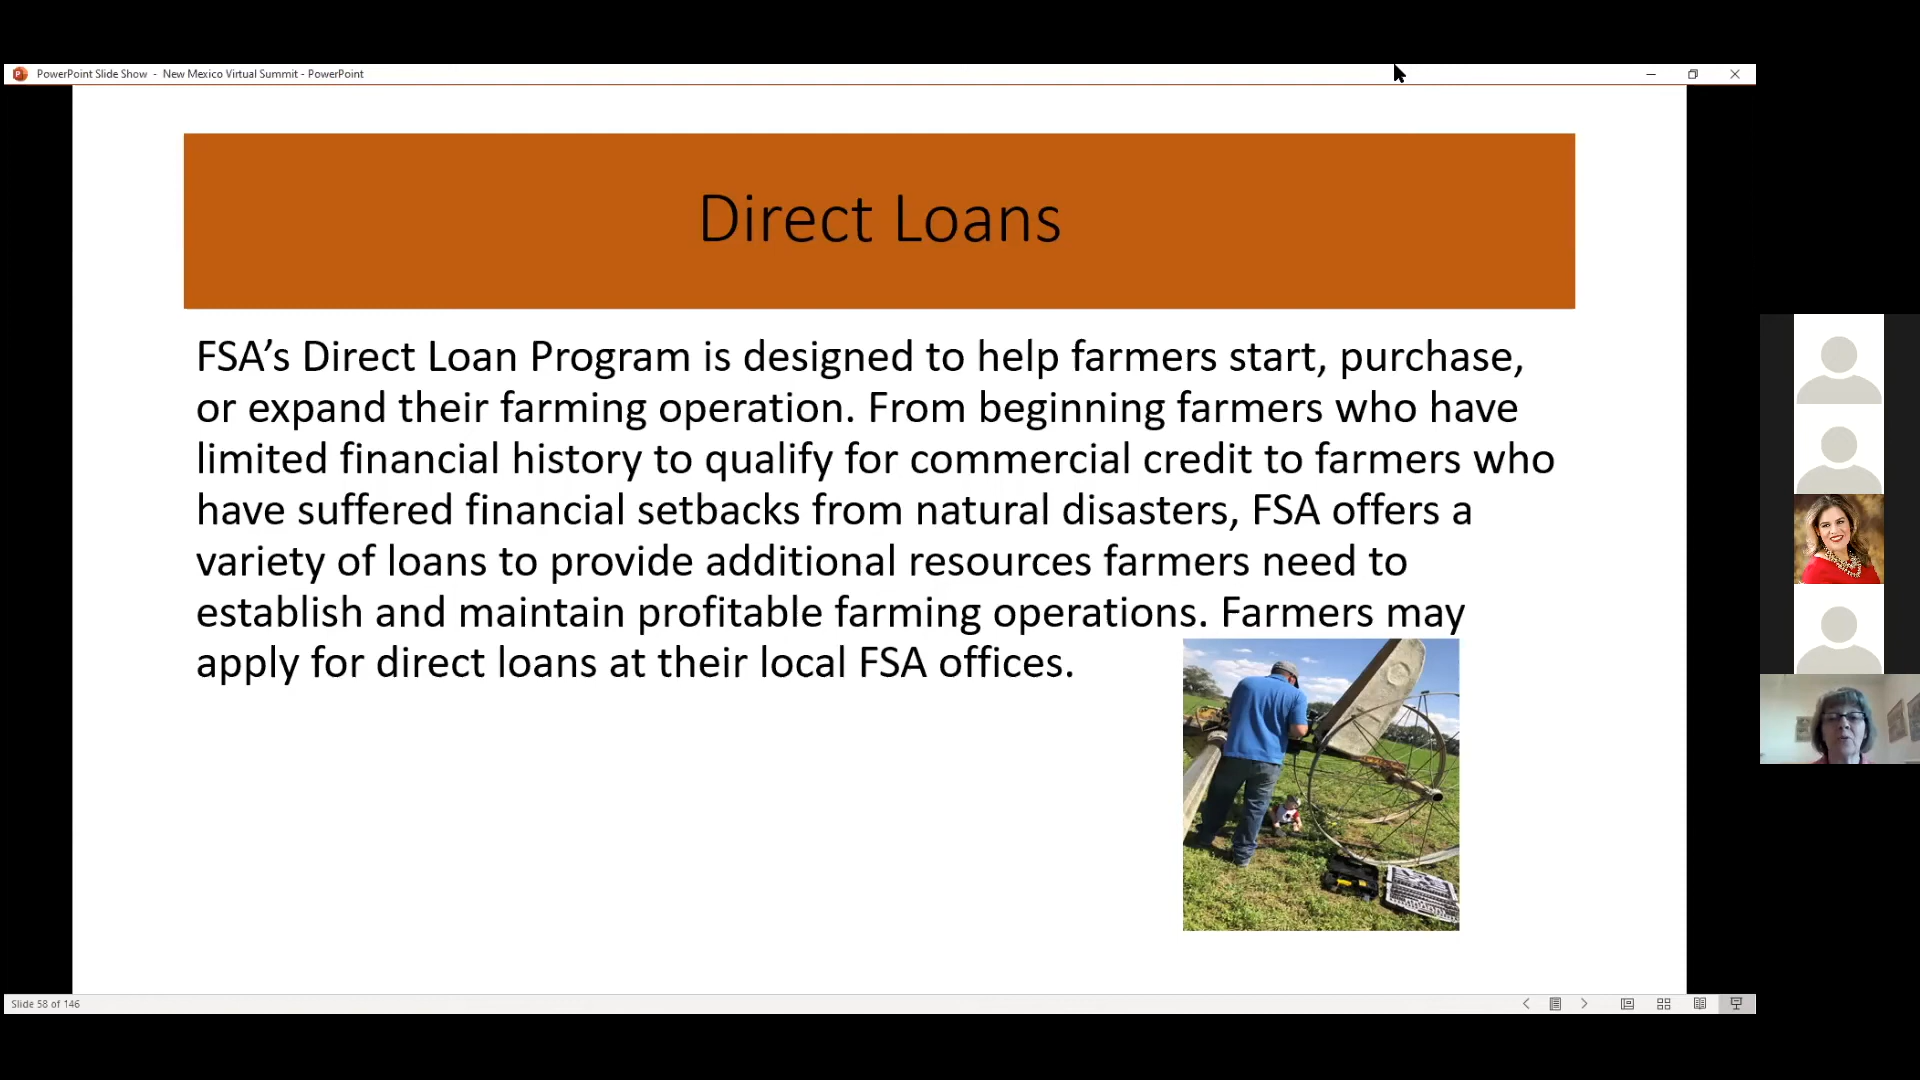 PowerPoint Slide Show - New Mexico Virtual Summit - PowerPoint
Direct Loans
FSA’s Direct Loan Program is designed to help farmers start, purchase,
or expand their farming operation. From beginning farmers who have
limited financial history to qualify for commercial credit to farmers who
have suffered financial setbacks from natural disasters, FSA offers a
variety of loans to provide additional resources farmers need to
establish and maintain profitable farming operations. Farmers may
apply for direct loans at their local FSA offices.
Slide 58 of 146